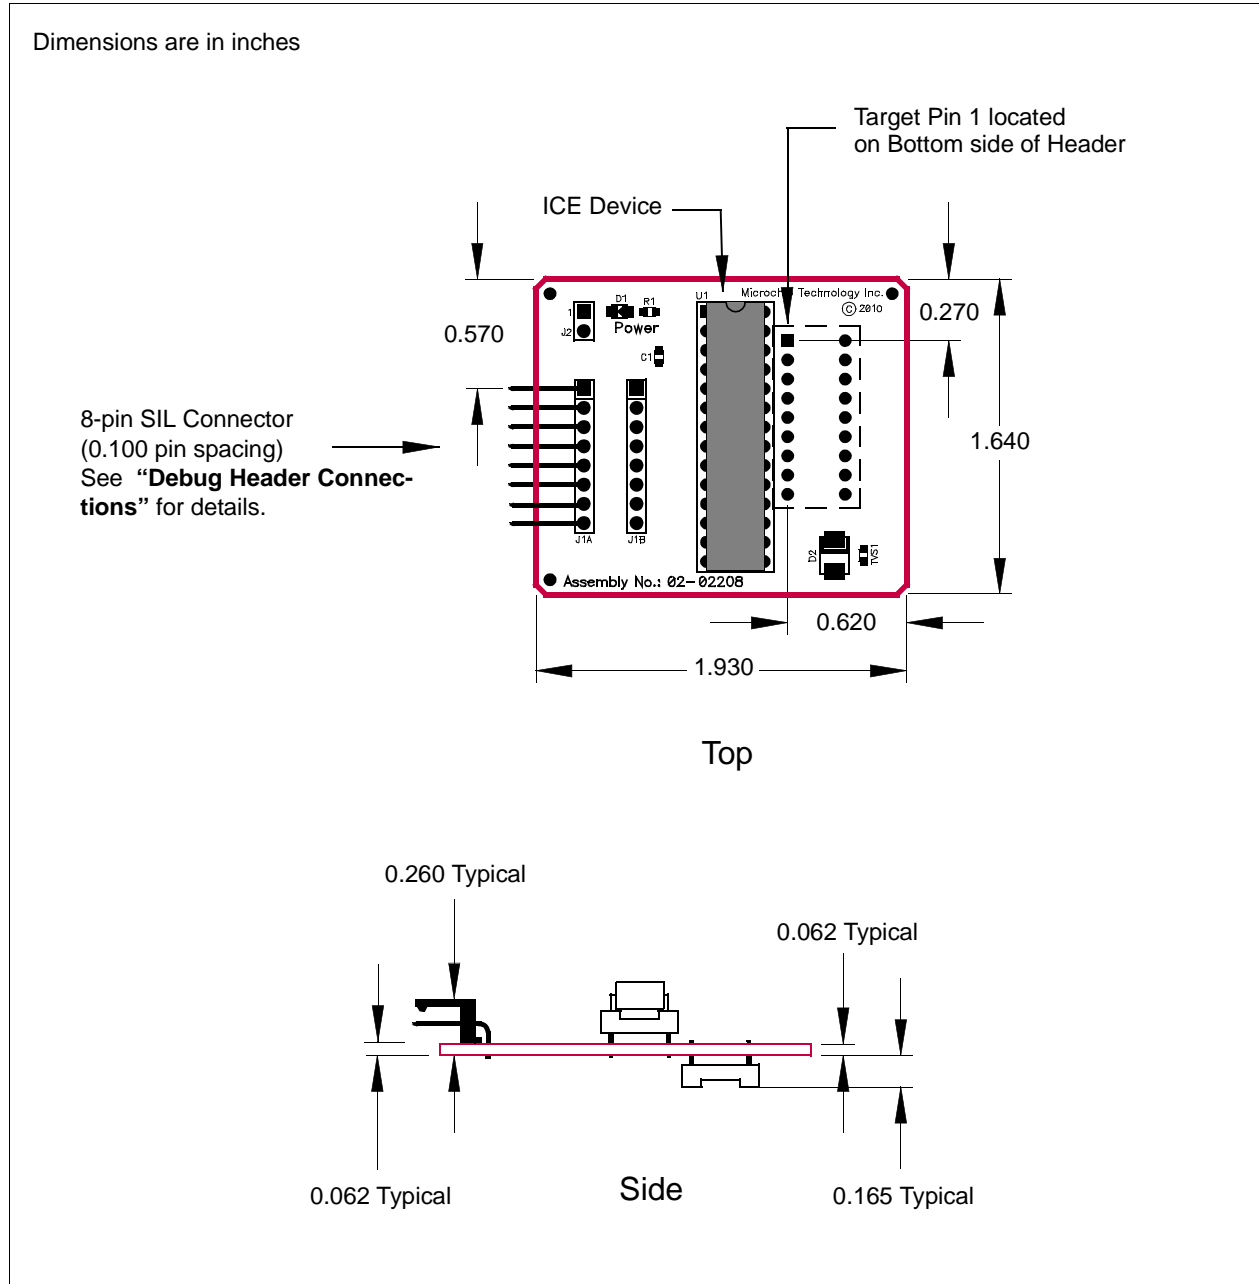 Dimensions are in inches
Target Pin 1 located
on Bottom side of Header
ICE Device
0.570
0.270
1.640
8-pin SIL Connector
(0.100 pin spacing)
See “Debug Header Connec-
tions” for details.
U1
D1
R1
1
J2
Power
C1
Technology Inc.
© 2010
J1A
J1B
D2
TVS1
Assembly No.: 02-02208
0.620
1.930
Top
0.260 Typical
0.062 Typical
0.062 Typical
Side
0.165 Typical